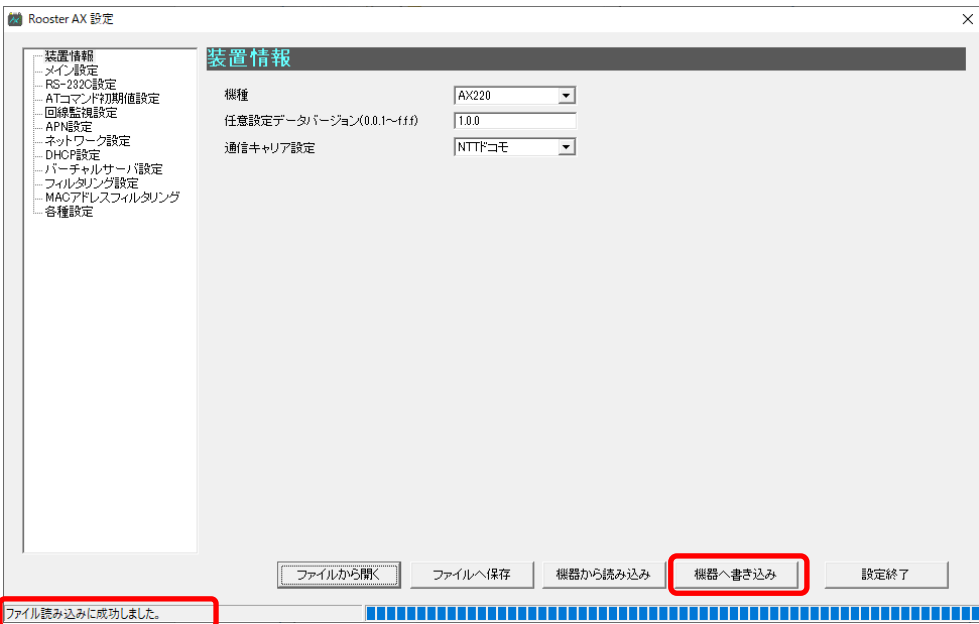 Rooster AX 設定
装置情報
メイン設定
RS-232C設定
ATコマンド初期値設定
回線監視設定
APN設定
ネットワーク設定
DHCP設定
バーチャルサーバ設定
フィルタリング設定
MACアドレスフィルタリング
各種設定
装置情報
機種 AX220
任意設定データバージョン(0.0.1～f.f.f) 1.0.0
通信キャリア設定 NTTドコモ
ファイルから開く ファイルへ保存 機器から読み込み 機器へ書き込み 設定終了
ファイル読み込みに成功しました。